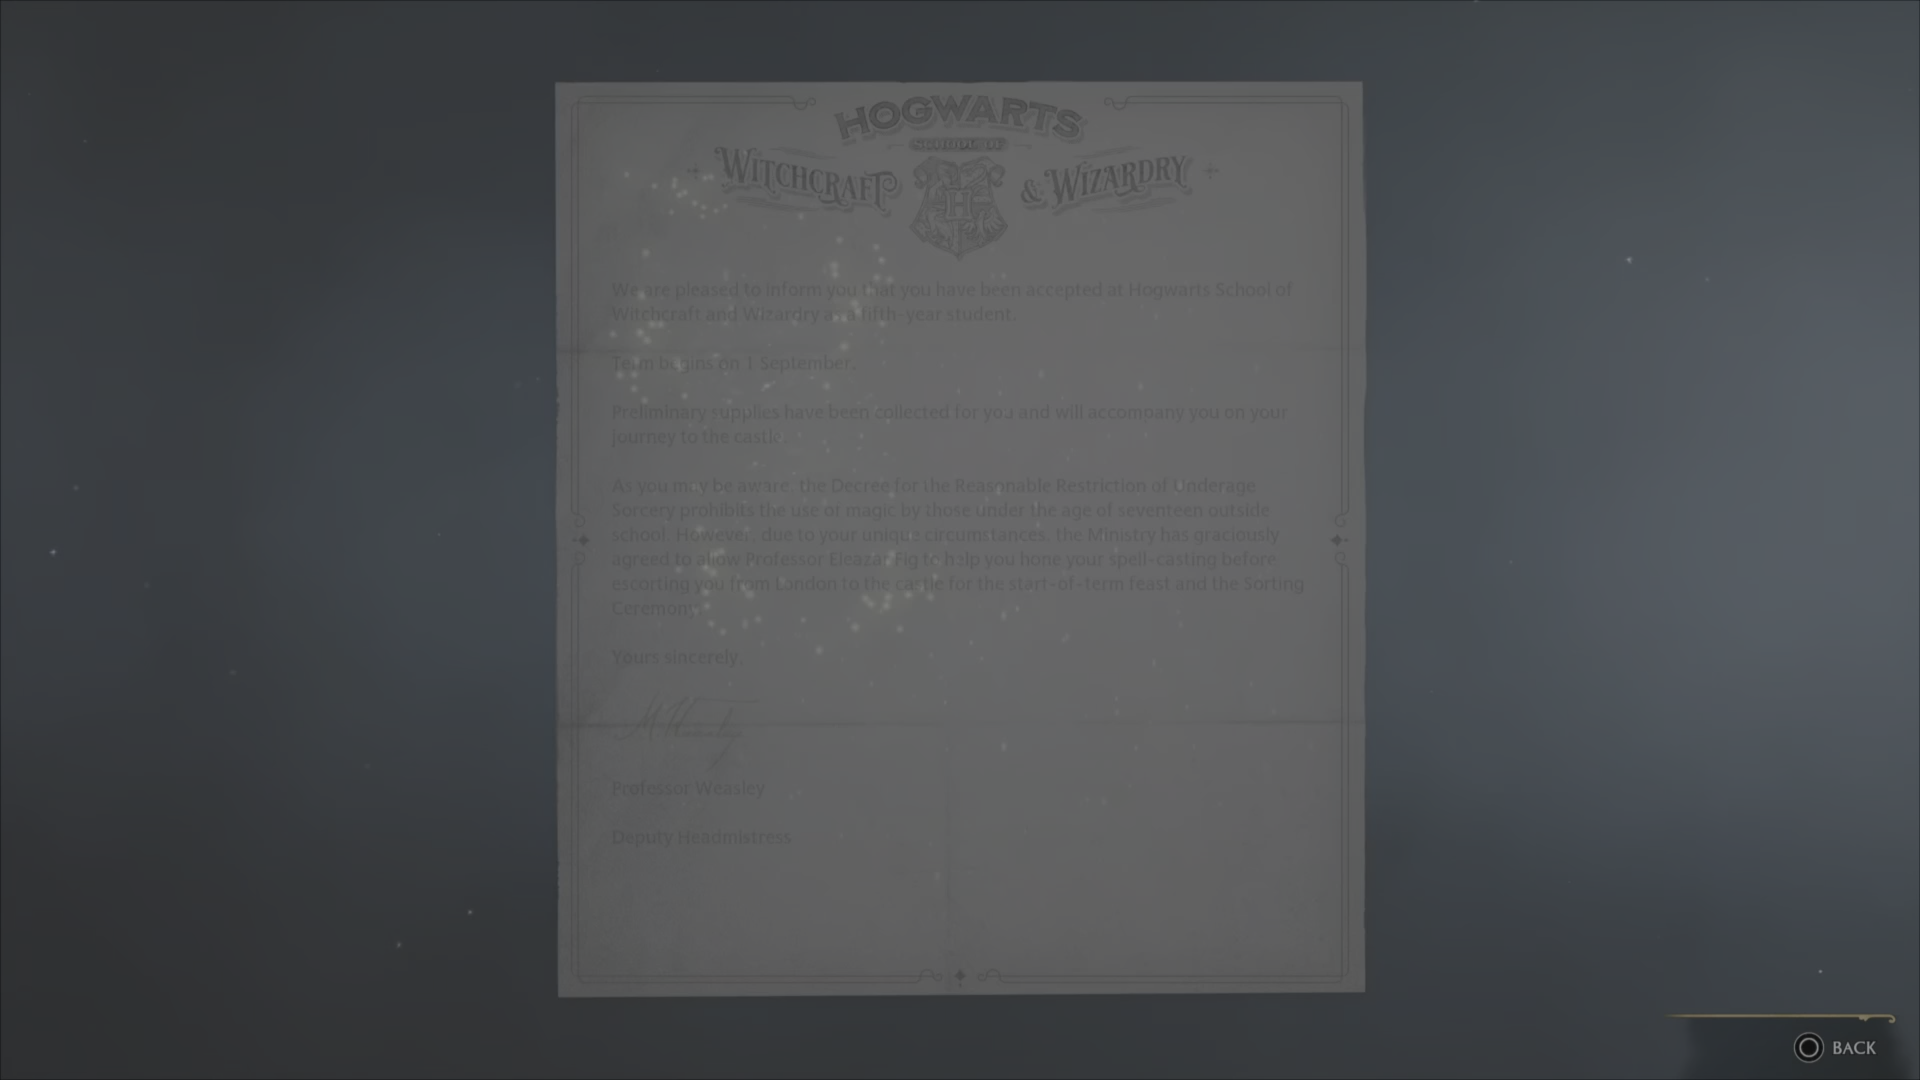 HOGWARTS
SCHOOL OF
WITCHCRAFT & WIZARDRY
H
We are pleased to inform you that you have been accepted at Hogwarts School of
Witchcraft and Wizardry as a fifth-year student.
Term begins on 1 September.
Preliminary supplies have been collected for you and will accompany you on your
journey to the castle.
As you may be aware, the Decree for the Reasonable Restriction of Underage
Sorcery prohibits the use of magic by those under the age of seventeen outside
school. However, due to your unique circumstances, the Ministry has graciously
agreed to allow Professor Eleazar Fig to help you hone your spell-casting before
escorting you from London to the castle for the start-of-term feast and the Sorting
Ceremony.
Yours sincerely,
M. Weasley
Professor Weasley
Deputy Headmistress
BACK